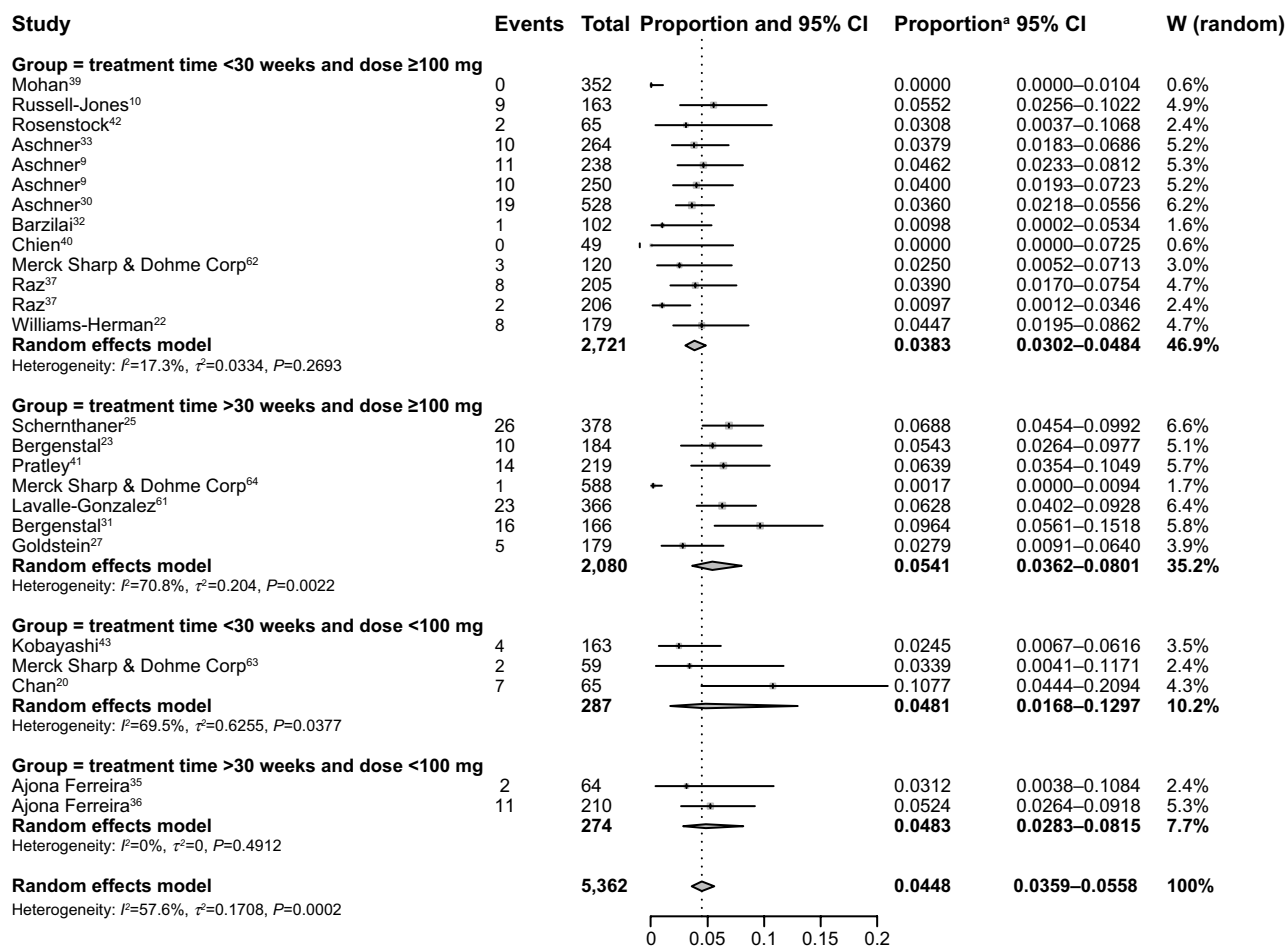 Study Events Total Proportion and 95% CI Proportionᵃ 95% CI W (random)
Group = treatment time <30 weeks and dose ≥100 mg
Mohan³⁹ 0 352 0.0000 0.0000–0.0104 0.6%
Russell-Jones¹⁰ 9 163 0.0552 0.0256–0.1022 4.9%
Rosenstock⁴² 2 65 0.0308 0.0037–0.1068 2.4%
Aschner³³ 10 264 0.0379 0.0183–0.0686 5.2%
Aschner⁹ 11 238 0.0462 0.0233–0.0812 5.3%
Aschner⁹ 10 250 0.0400 0.0193–0.0723 5.2%
Aschner³⁰ 19 528 0.0360 0.0218–0.0556 6.2%
Barzilai³² 1 102 0.0098 0.0002–0.0534 1.6%
Chien⁴⁰ 0 49 0.0000 0.0000–0.0725 0.6%
Merck Sharp & Dohme Corp⁶² 3 120 0.0250 0.0052–0.0713 3.0%
Raz³⁷ 8 205 0.0390 0.0170–0.0754 4.7%
Raz³⁷ 2 206 0.0097 0.0012–0.0346 2.4%
Williams-Herman²² 8 179 0.0447 0.0195–0.0862 4.7%
Random effects model 2,721 0.0383 0.0302–0.0484 46.9%
Heterogeneity: I²=17.3%, τ²=0.0334, P=0.2693
Group = treatment time >30 weeks and dose ≥100 mg
Schernthaner²⁵ 26 378 0.0688 0.0454–0.0992 6.6%
Bergenstal²³ 10 184 0.0543 0.0264–0.0977 5.1%
Pratley⁴¹ 14 219 0.0639 0.0354–0.1049 5.7%
Merck Sharp & Dohme Corp⁶⁴ 1 588 0.0017 0.0000–0.0094 1.7%
Lavalle-Gonzalez⁶¹ 23 366 0.0628 0.0402–0.0928 6.4%
Bergenstal³¹ 16 166 0.0964 0.0561–0.1518 5.8%
Goldstein²⁷ 5 179 0.0279 0.0091–0.0640 3.9%
Random effects model 2,080 0.0541 0.0362–0.0801 35.2%
Heterogeneity: I²=70.8%, τ²=0.204, P=0.0022
Group = treatment time <30 weeks and dose <100 mg
Kobayashi⁴³ 4 163 0.0245 0.0067–0.0616 3.5%
Merck Sharp & Dohme Corp⁶³ 2 59 0.0339 0.0041–0.1171 2.4%
Chan²⁰ 7 65 0.1077 0.0444–0.2094 4.3%
Random effects model 287 0.0481 0.0168–0.1297 10.2%
Heterogeneity: I²=69.5%, τ²=0.6255, P=0.0377
Group = treatment time >30 weeks and dose <100 mg
Ajona Ferreira³⁵ 2 64 0.0312 0.0038–0.1084 2.4%
Ajona Ferreira³⁶ 11 210 0.0524 0.0264–0.0918 5.3%
Random effects model 274 0.0483 0.0283–0.0815 7.7%
Heterogeneity: I²=0%, τ²=0, P=0.4912
Random effects model 5,362 0.0448 0.0359–0.0558 100%
Heterogeneity: I²=57.6%, τ²=0.1708, P=0.0002
0 0.05 0.1 0.15 0.2